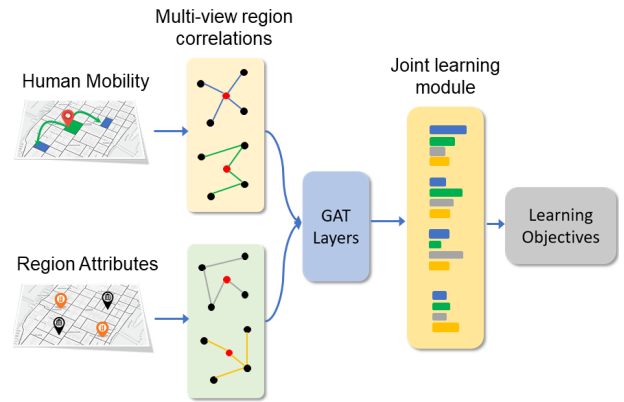 Multi-view region
correlations
Human Mobility
Joint learning
module
GAT
Layers
Learning
Objectives
Region Attributes